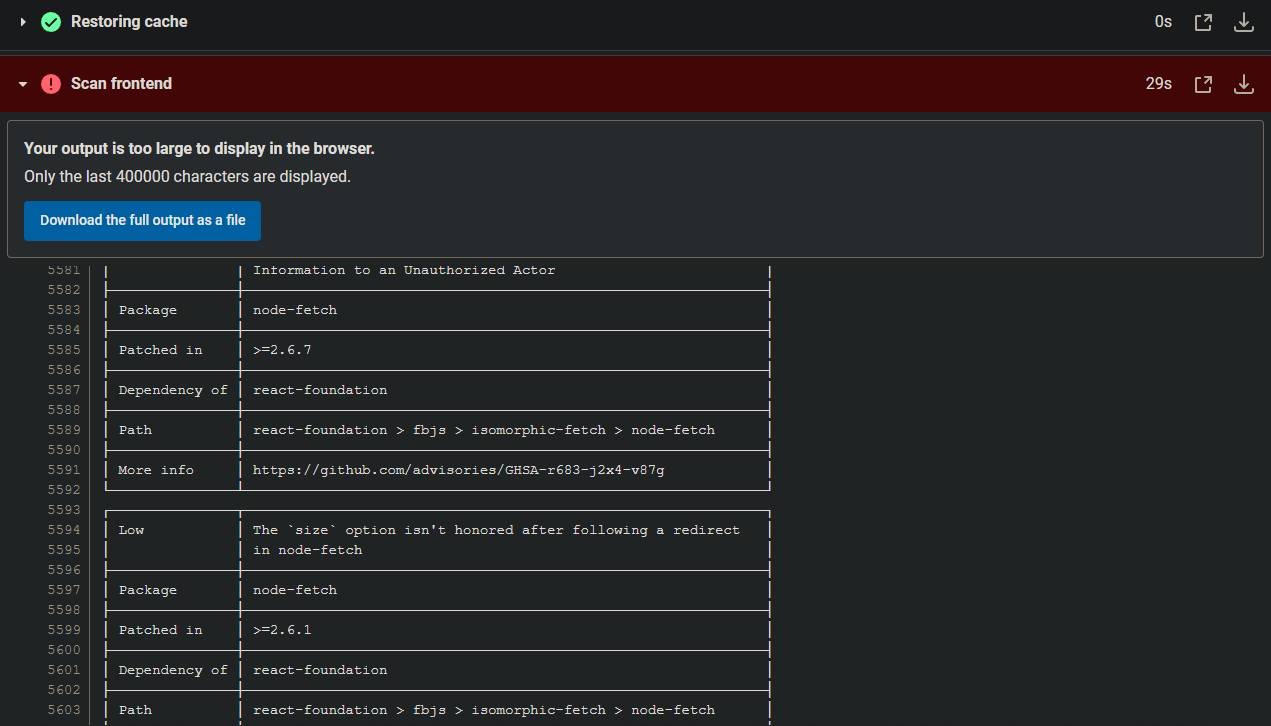 Restoring cache 0s
Scan frontend 29s
Your output is too large to display in the browser.
Only the last 400000 characters are displayed.
Download the full output as a file
5581 Information to an Unauthorized Actor
5582
5583 Package node-fetch
5584
5585 Patched in >=2.6.7
5586
5587 Dependency of react-foundation
5588
5589 Path react-foundation > fbjs > isomorphic-fetch > node-fetch
5590
5591 More info https://github.com/advisories/GHSA-r683-j2x4-v87g
5592
5593
5594 Low The `size` option isn't honored after following a redirect
5595 in node-fetch
5596
5597 Package node-fetch
5598
5599 Patched in >=2.6.1
5600
5601 Dependency of react-foundation
5602
5603 Path react-foundation > fbjs > isomorphic-fetch > node-fetch